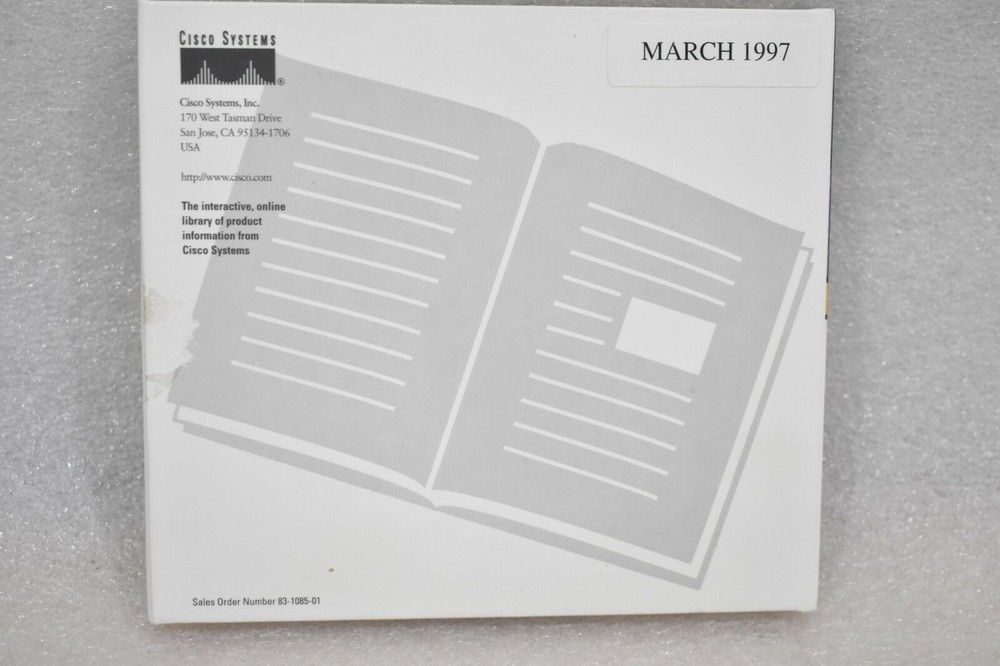 CISCO SYSTEMS
®
MARCH 1997
Cisco Systems, Inc.
170 West Tasman Drive
San Jose, CA 95134-1706
USA
http://www.cisco.com
The interactive, online
library of product
information from
Cisco Systems
Sales Order Number 83-1085-01